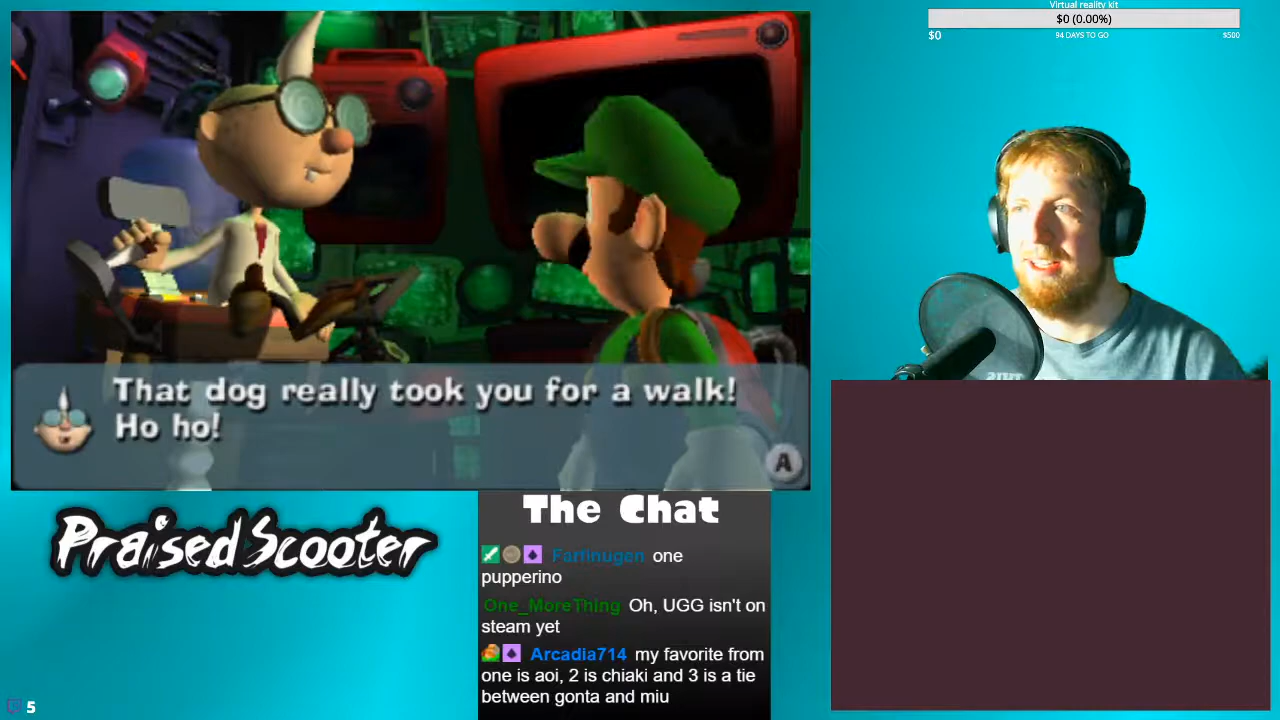 Virtual reality kit
$0 (0.00%)
$0 94 DAYS TO GO $500
That dog really took you for a walk!
Ho ho!
A
Praised Scooter
The Chat
Fartinugen one
pupperino
One_MoreThing Oh, UGG isn't on
steam yet
Arcadia714 my favorite from
one is aoi, 2 is chiaki and 3 is a tie
between gonta and miu
5